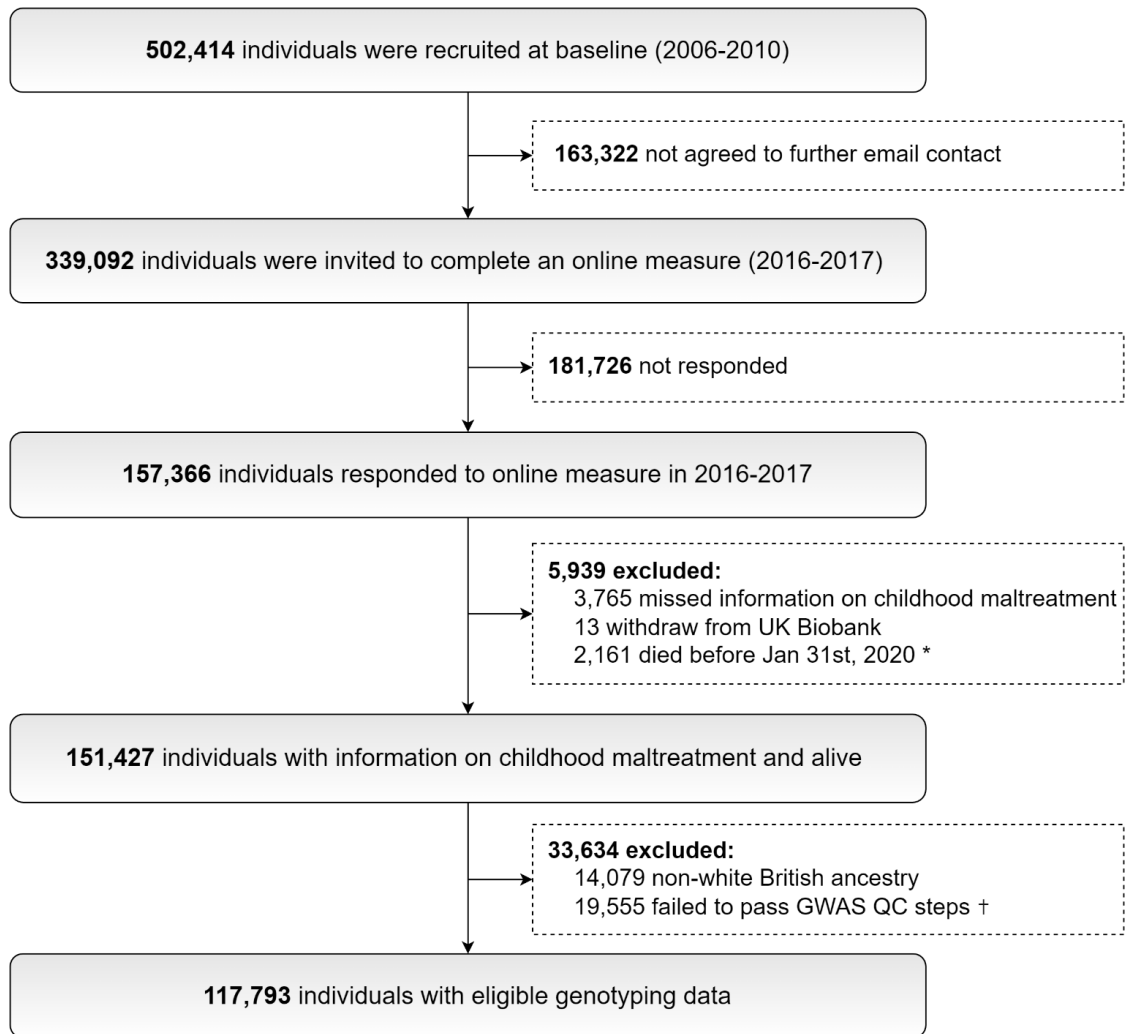 502,414 individuals were recruited at baseline (2006-2010)
163,322 not agreed to further email contact
339,092 individuals were invited to complete an online measure (2016-2017)
181,726 not responded
157,366 individuals responded to online measure in 2016-2017
5,939 excluded:
3,765 missed information on childhood maltreatment
13 withdraw from UK Biobank
2,161 died before Jan 31st, 2020 *
151,427 individuals with information on childhood maltreatment and alive
33,634 excluded:
14,079 non-white British ancestry
19,555 failed to pass GWAS QC steps †
117,793 individuals with eligible genotyping data